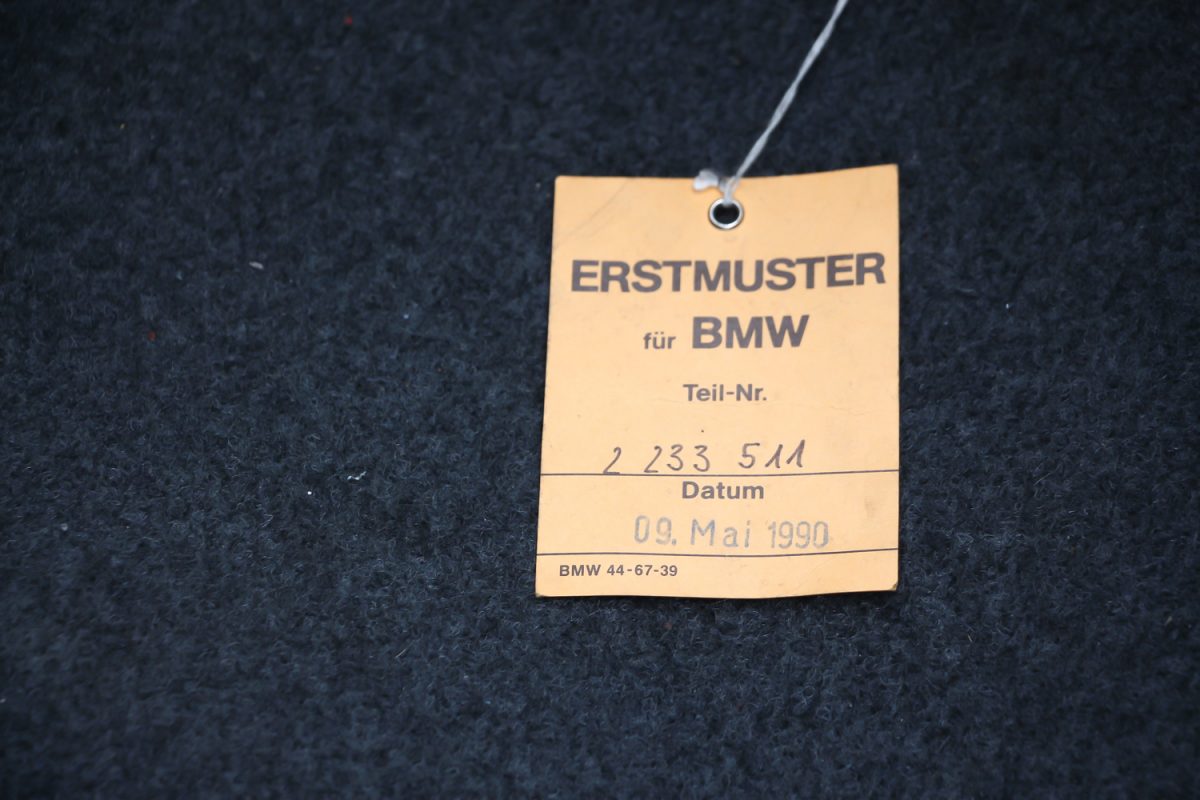 ERSTMUSTER
für BMW
Teil-Nr.
2 233 511
Datum
09. Mai 1990
BMW 44-67-39